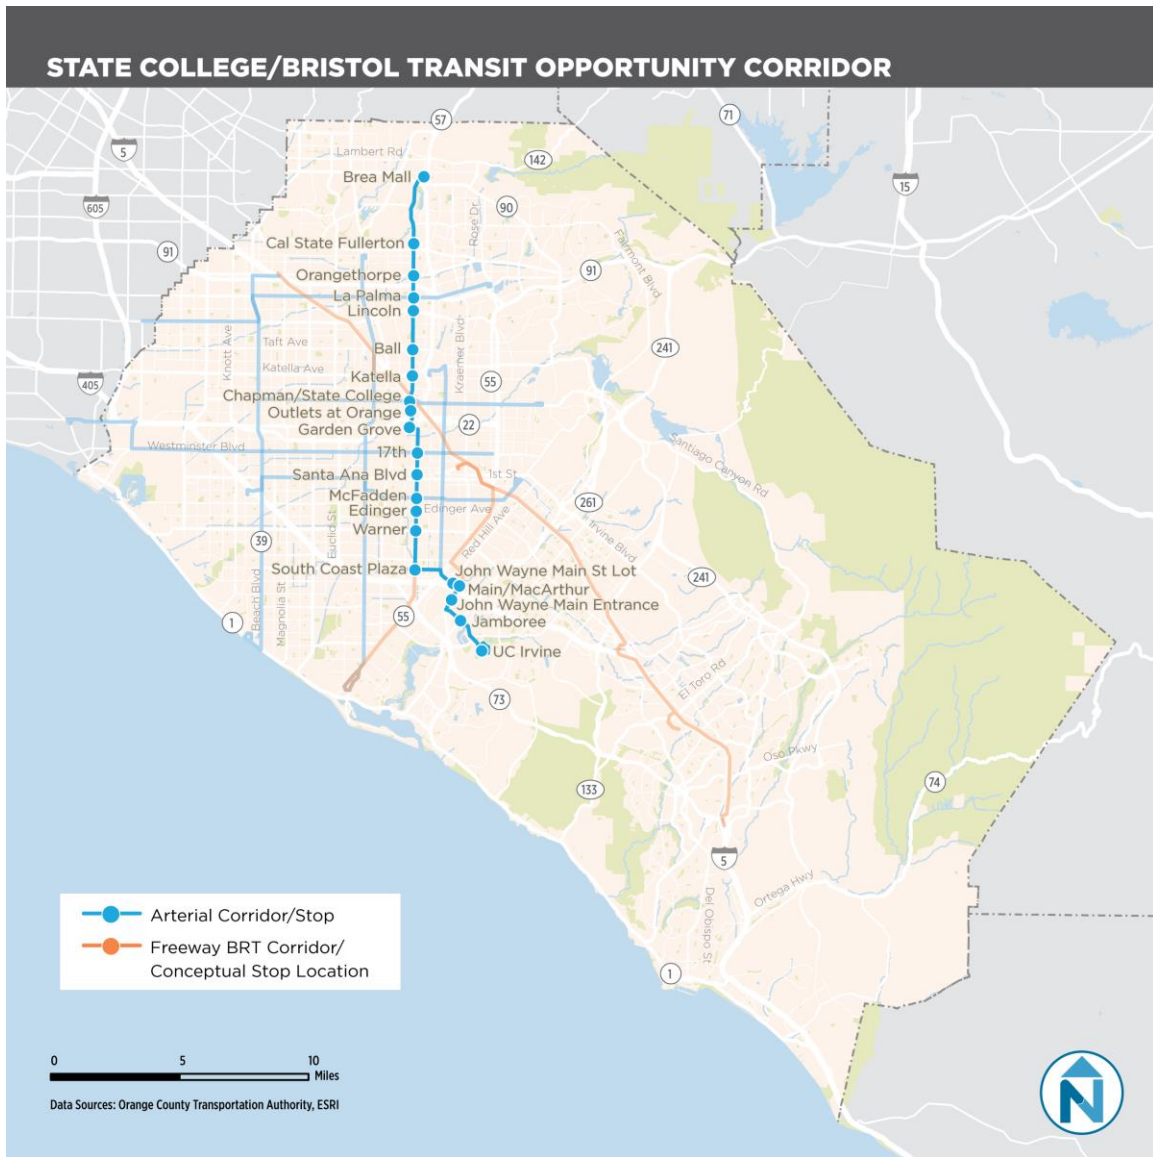 STATE COLLEGE/BRISTOL TRANSIT OPPORTUNITY CORRIDOR
57
71
5
Lambert Rd
142
Brea Mall
15
605
90
Rose Dr
Cal State Fullerton
91
Fairmont Blvd
91
Orangethorpe
La Palma
Lincoln
Knott Ave
Taft Ave
Ball
Kraemer Blvd
241
Katella Ave
Katella
55
405
Chapman/State College
Outlets at Orange
22
Garden Grove
Westminster Blvd
17th
Santiago Canyon Rd
Santa Ana Blvd
1st St
McFadden
261
Edinger
Edinger Ave
Euclid St
Warner
Red Hill Ave
Irvine Blvd
39
South Coast Plaza
John Wayne Main St Lot
241
Main/MacArthur
Beach Blvd
Magnolia St
John Wayne Main Entrance
55
1
Jamboree
UC Irvine
El Toro Rd
73
Oso Pkwy
133
74
5
Ortega Hwy
Del Obispo St
1
Arterial Corridor/Stop
Freeway BRT Corridor/
Conceptual Stop Location
0 5 10
Miles
Data Sources: Orange County Transportation Authority, ESRI
N